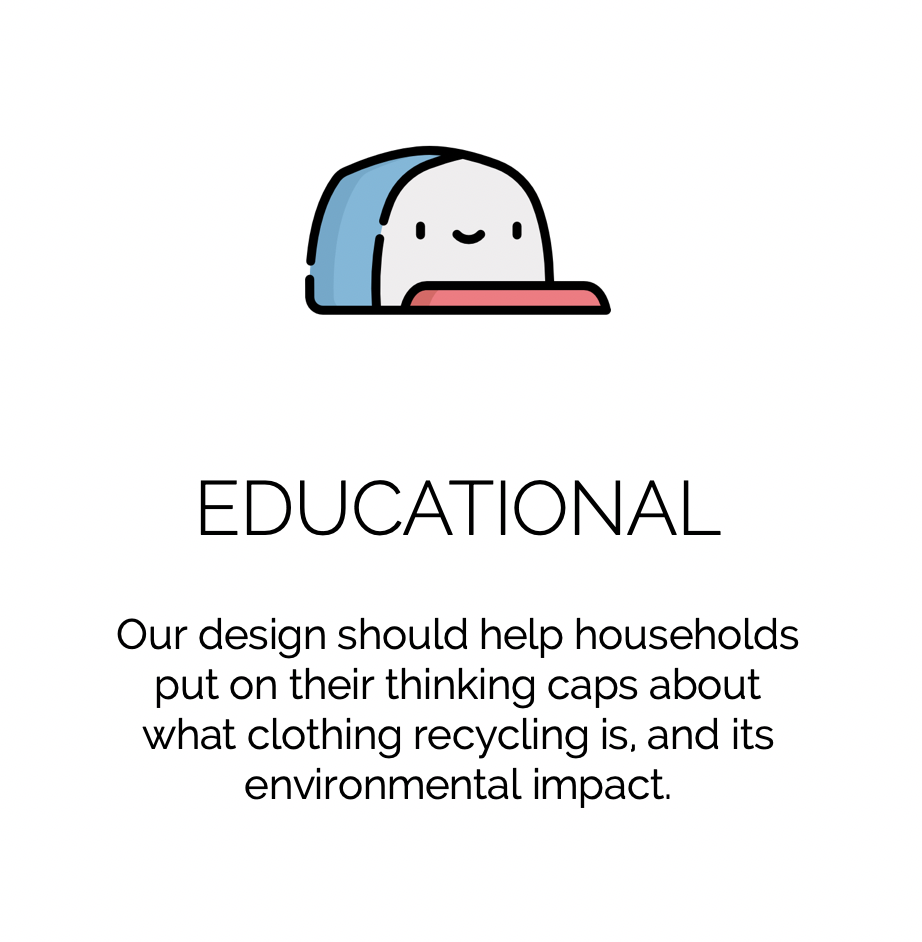 EDUCATIONAL
Our design should help households
put on their thinking caps about
what clothing recycling is, and its
environmental impact.